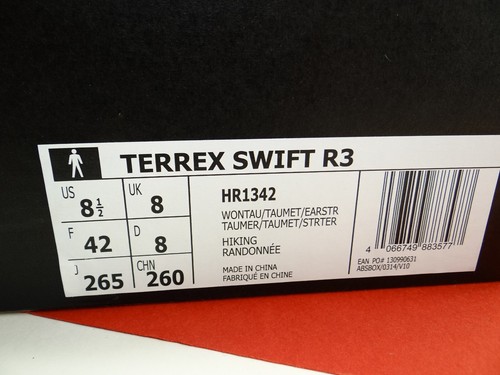 TERREX SWIFT R3
US 8½ UK 8
F 42 D 8
J 265 CHN 260
HR1342
WONTAU/TAUMET/EARSTR
TAUMER/TAUMET/STRTER
HIKING
RANDONNÉE
MADE IN CHINA
FABRIQUÉ EN CHINE
4 066749 883577
EAN PO# 130990631
ABSBOX/0314/V10